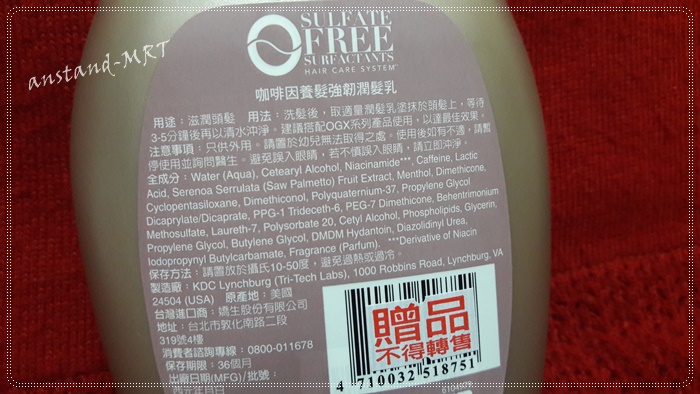 SULFATE
FREE
SURFACTANTS
HAIR CARE SYSTEM™
anstand-MRT
咖啡因養髮強韌潤髮乳
用途：滋潤頭髮 用法：洗髮後，取適量潤髮乳塗抹於頭髮上，等待
3-5分鐘後再以清水沖淨。建議搭配OGX系列產品使用，以達最佳效果。
注意事項：只供外用。請置於幼兒無法取得之處。使用後如有不適，請暫
停使用並詢問醫生。避免誤入眼睛，若不慎誤入眼睛，請立即沖淨。
全成分：Water (Aqua), Cetearyl Alcohol, Niacinamide***, Caffeine, Lactic
Acid, Serenoa Serrulata (Saw Palmetto) Fruit Extract, Menthol, Dimethicone,
Cyclopentasiloxane, Dimethiconol, Polyquaternium-37, Propylene Glycol
Dicaprylate/Dicaprate, PPG-1 Trideceth-6, PEG-7 Dimethicone, Behentrimonium
Methosulfate, Laureth-7, Polysorbate 20, Cetyl Alcohol, Phospholipids, Glycerin,
Propylene Glycol, Butylene Glycol, DMDM Hydantoin, Diazolidinyl Urea,
Iodopropynyl Butylcarbamate, Fragrance (Parfum). ***Derivative of Niacin
保存方法：請置放於攝氏10-50度，避免過熱或過冷。
製造廠：KDC Lynchburg (Tri-Tech Labs), 1000 Robbins Road, Lynchburg, VA
24504 (USA) 原產地：美國
台灣進口商：嬌生股份有限公司
地址：台北市敦化南路二段
319號4樓
消費者諮詢專線：0800-011678
保存期限：36個月
出廠日期(MFG)/批號：
西元年月日
贈品
不得轉售
4 710032 518751